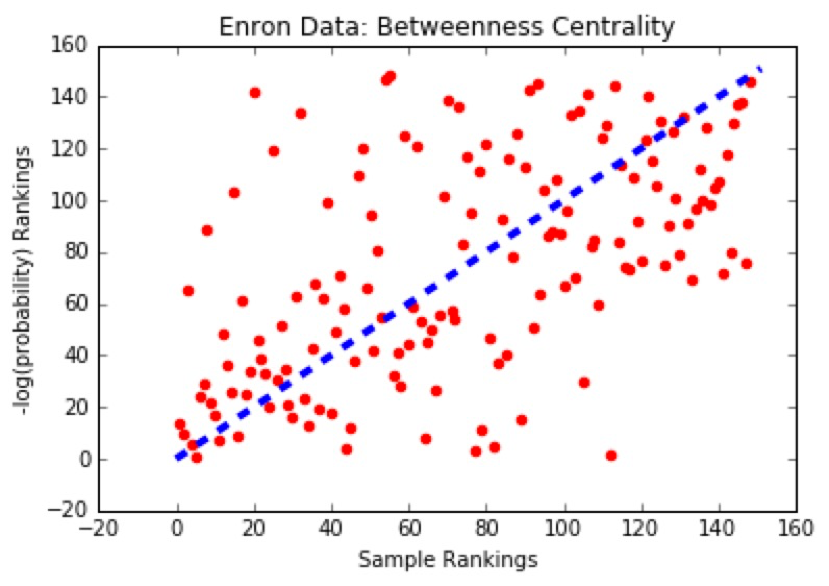 Enron Data: Betweenness Centrality
160
140
120
100
80
60
40
20
0
−20
-log(probability) Rankings
−20 0 20 40 60 80 100 120 140 160
Sample Rankings